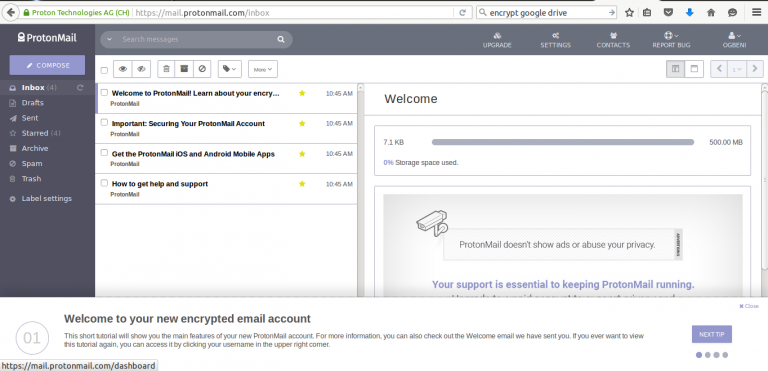 Proton Technologies AG (CH) https://mail.protonmail.com/inbox
encrypt google drive
ProtonMail
Search messages
UPGRADE
SETTINGS
CONTACTS
REPORT BUG
OGBENI
COMPOSE
Inbox (4)
Drafts
Sent
Starred (4)
Archive
Spam
Trash
Label settings
More
Welcome to ProtonMail! Learn about your encry... 10:45 AM
ProtonMail
Important: Securing Your ProtonMail Account 10:45 AM
ProtonMail
Get the ProtonMail iOS and Android Mobile Apps 10:45 AM
ProtonMail
How to get help and support 10:45 AM
ProtonMail
Welcome
7.1 KB 500.00 MB
0% Storage space used.
ProtonMail doesn't show ads or abuse your privacy.
Your support is essential to keeping ProtonMail running.
Close
01
Welcome to your new encrypted email account
This short tutorial will show you the main features of your new ProtonMail account. For more information, you can also check out the Welcome email we have sent you. If you ever want to view
this tutorial again, you can access it by clicking your username in the upper right corner.
NEXT TIP
https://mail.protonmail.com/dashboard